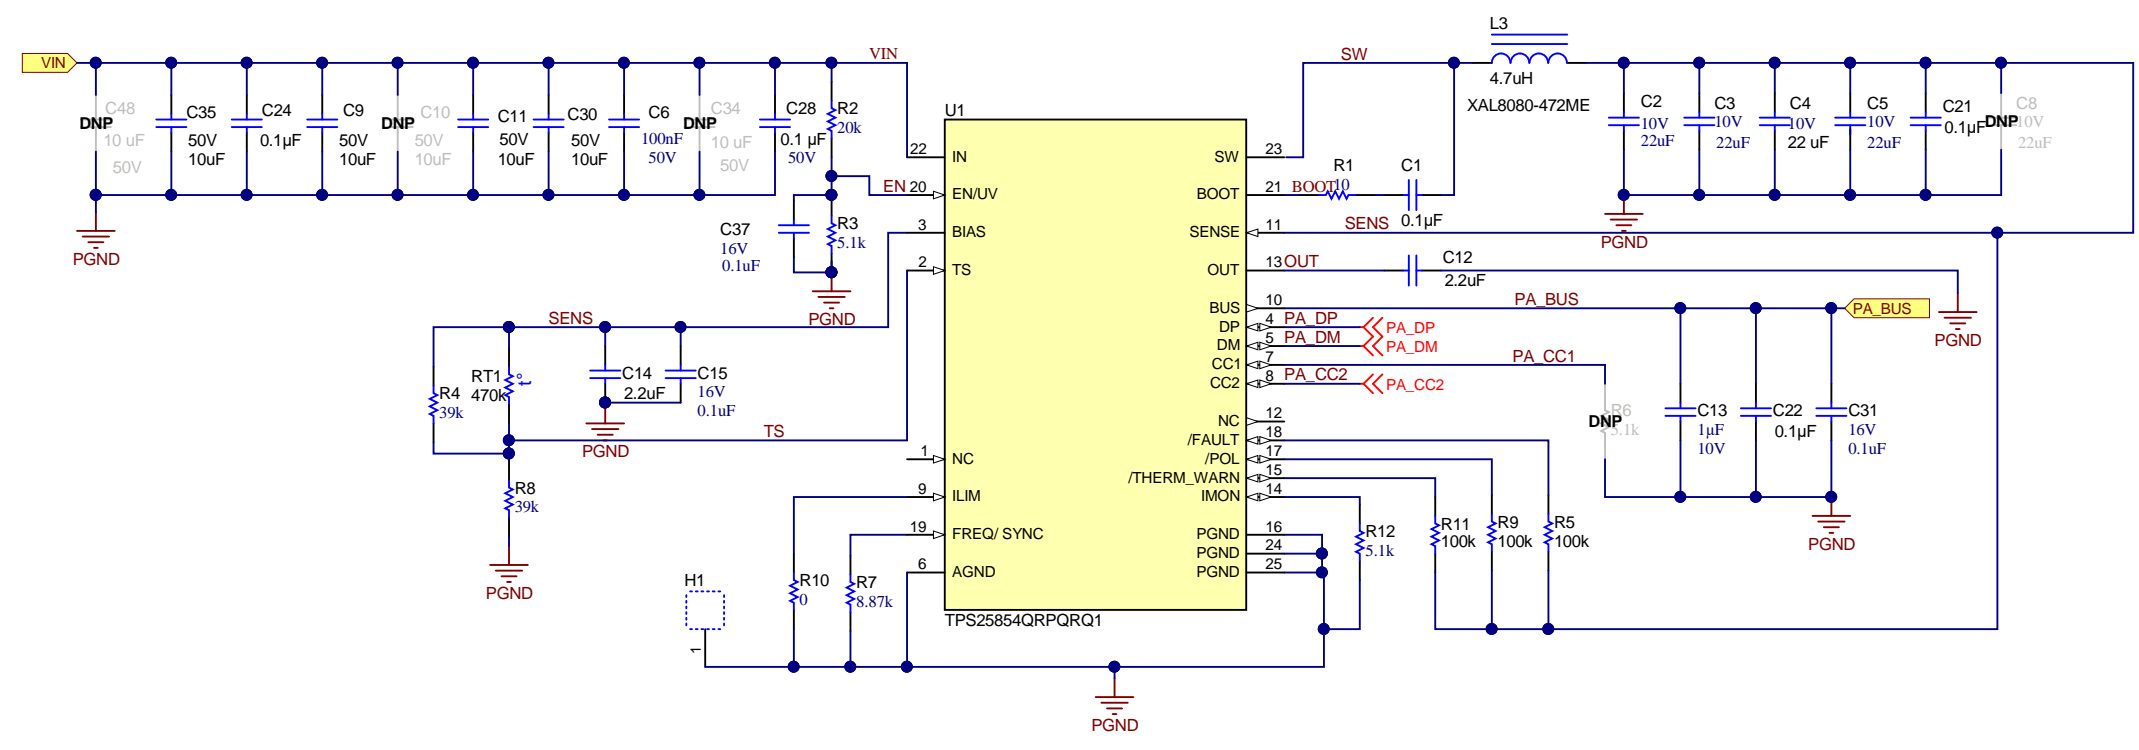 VIN
VIN
C48
DNP
10 uF
50V
C35
50V
10uF
C24
0.1µF
C9
50V
10uF
C10
DNP
50V
10uF
C11
50V
10uF
C30
50V
10uF
C6
100nF
50V
C34
DNP
10 uF
50V
C28
0.1 µF
50V
R2
20k
PGND
EN
C37
16V
0.1uF
R3
5.1k
PGND
U1
22
IN
20
EN/UV
3
BIAS
2
TS
1
NC
9
ILIM
19
FREQ/ SYNC
6
AGND
TPS25854QRPQRQ1
SW
23
BOOT
21
SENSE
11
OUT
13
BUS
10
DP
4
DM
5
CC1
7
CC2
8
NC
12
/FAULT
18
/POL
17
/THERM_WARN
15
IMON
14
PGND
16
PGND
24
PGND
25
SENS
R4
39k
RT1
470k
t°
C14
2.2uF
C15
16V
0.1uF
PGND
TS
R8
39k
PGND
H1
1
R10
0
R7
8.87k
PGND
SW
L3
4.7uH
XAL8080-472ME
BOOT
R1
10
C1
0.1µF
SENS
C2
10V
22uF
C3
10V
22uF
C4
10V
22 uF
C5
10V
22uF
C21
0.1µF
C8
DNP
10V
22uF
PGND
OUT
C12
2.2uF
PGND
PA_BUS
PA_BUS
PA_DP
PA_DP
PA_DM
PA_DM
PA_CC1
PA_CC2
PA_CC2
R6
DNP
5.1k
C13
1µF
10V
C22
0.1µF
C31
16V
0.1uF
PGND
R12
5.1k
R11
100k
R9
100k
R5
100k